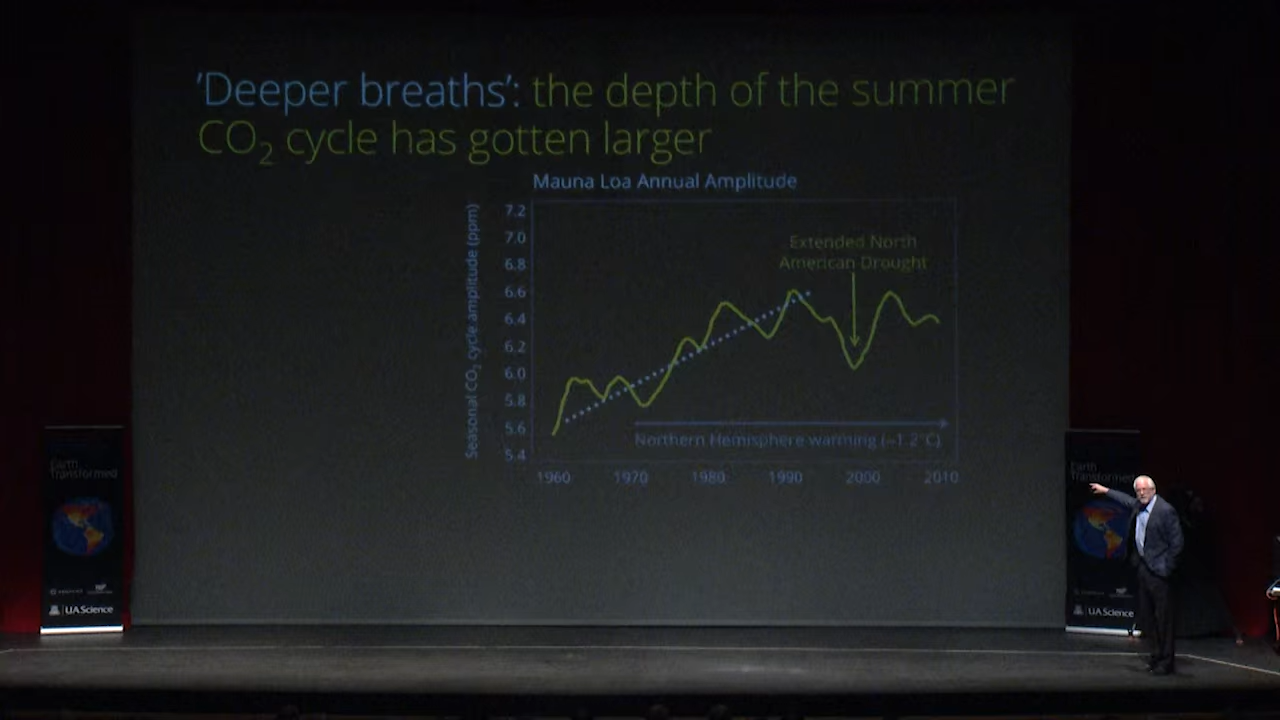 'Deeper breaths': the depth of the summer
CO₂ cycle has gotten larger
Mauna Loa Annual Amplitude
Seasonal CO₂ cycle amplitude (ppm)
7.2
7.0
6.8
6.6
6.4
6.2
6.0
5.8
5.6
5.4
Extended North
American Drought
Northern Hemisphere warming (~1.2°C)
1960 1970 1980 1990 2000 2010
Earth
Transformed
UA Science
Earth
Transformed
UA Science